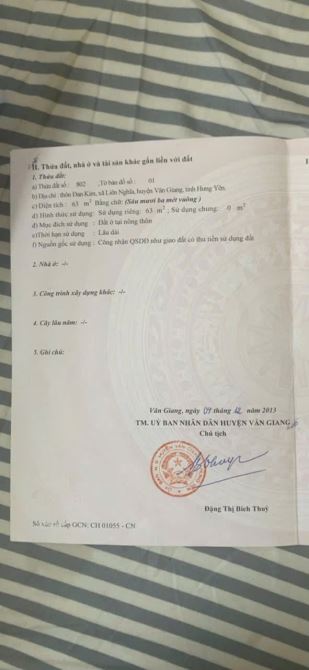 II. Thửa đất, nhà ở và tài sản khác gắn liền với đất
1. Thửa đất:
a) Thửa đất số: 802 ,Tờ bản đồ số: 01
b) Địa chỉ: thôn Đan Kim, xã Liên Nghĩa, huyện Văn Giang, tỉnh Hưng Yên.
c) Diện tích: 63 m² Bằng chữ: (Sáu mươi ba mét vuông)
d) Hình thức sử dụng: Sử dụng riêng: 63 m²; Sử dụng chung: 0 m²
đ) Mục đích sử dụng : Đất ở tại nông thôn
e)Thời hạn sử dụng : Lâu dài
f) Nguồn gốc sử dụng : Công nhận QSDĐ như giao đất có thu tiền sử dụng đất
2. Nhà ở: -/-
3. Công trình xây dựng khác: -/-
4. Cây lâu năm: -/-
5. Ghi chú:
Văn Giang, ngày 09 tháng 12 năm 2013
TM. UỶ BAN NHÂN DÂN HUYỆN VĂN GIANG
Chủ tịch
Đặng Thị Bích Thuỷ
Số vào sổ cấp GCN: CH 01055 - CN